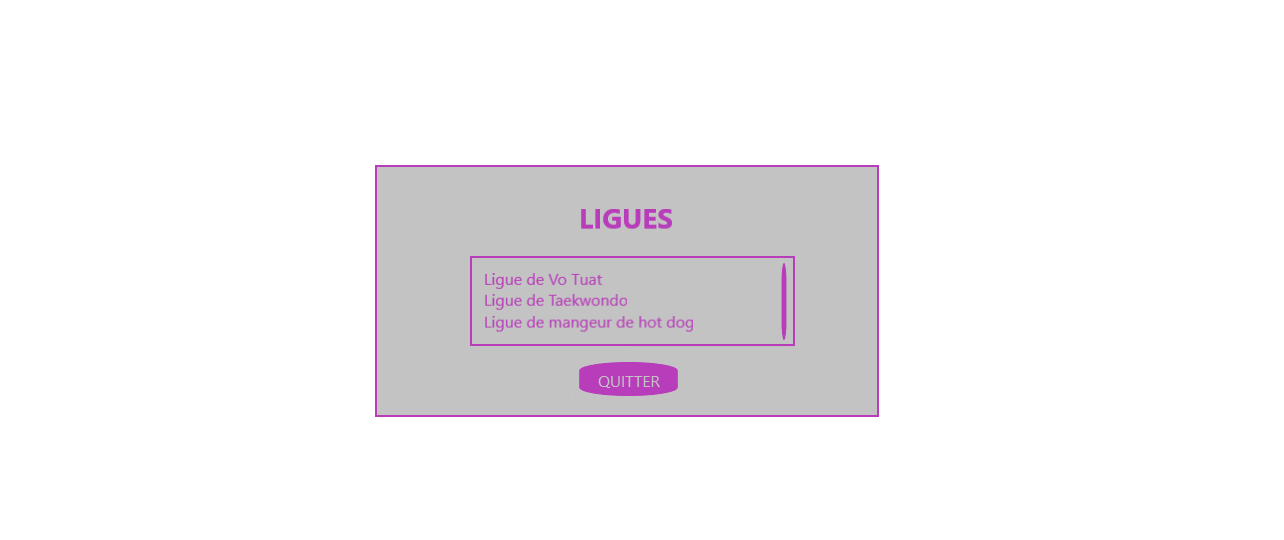 LIGUES
Ligue de Vo Tuat
Ligue de Taekwondo
Ligue de mangeur de hot dog
QUITTER